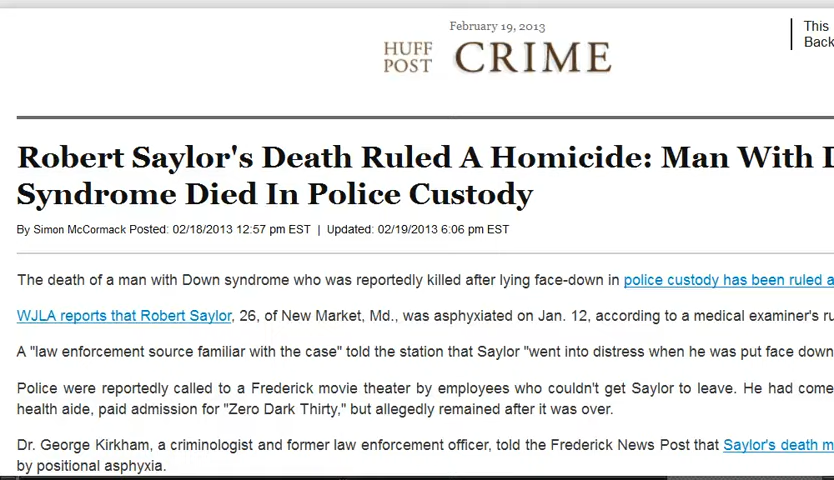 February 19, 2013
HUFF POST CRIME
This
Back
Robert Saylor's Death Ruled A Homicide: Man With
Syndrome Died In Police Custody
By Simon McCormack Posted: 02/18/2013 12:57 pm EST | Updated: 02/19/2013 6:06 pm EST
The death of a man with Down syndrome who was reportedly killed after lying face-down in police custody has been ruled a
WJLA reports that Robert Saylor, 26, of New Market, Md., was asphyxiated on Jan. 12, according to a medical examiner's
A "law enforcement source familiar with the case" told the station that Saylor "went into distress when he was put face down
Police were reportedly called to a Frederick movie theater by employees who couldn't get Saylor to leave. He had come
health aide, paid admission for "Zero Dark Thirty," but allegedly remained after it was over.
Dr. George Kirkham, a criminologist and former law enforcement officer, told the Frederick News Post that Saylor's death
by positional asphyxia.